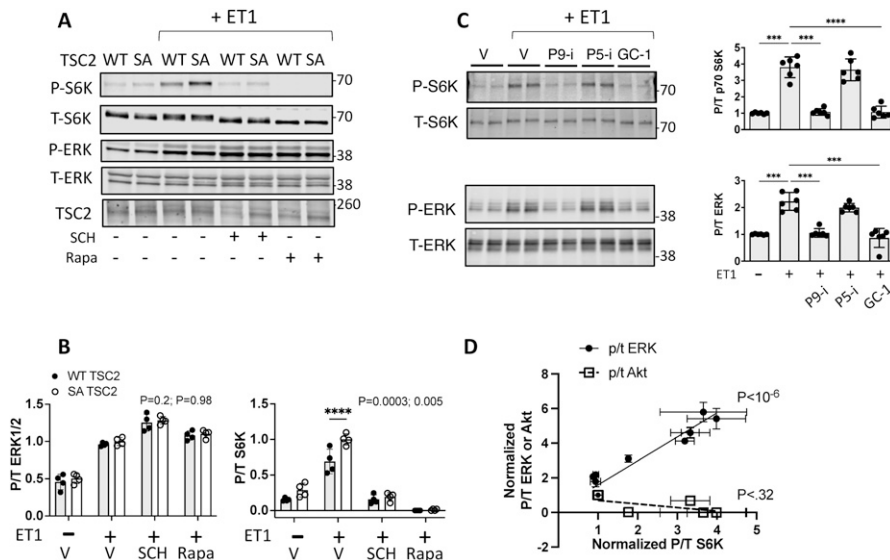 A
+ ET1
TSC2 WT SA WT SA WT SA WT SA
P-S6K 70
T-S6K 70
P-ERK 38
T-ERK 38
TSC2 260
SCH - - - - + + - -
Rapa - - - - - - + +
C
+ ET1
V V P9-i P5-i GC-1
P-S6K 70
T-S6K 70
P-ERK 38
T-ERK 38
**** 
*** ***
P/T p70 S6K
5
4
3
2
1
0
***
*** ***
P/T ERK
3
2
1
0
ET1 - + + + +
P9-i P5-i GC-1
B
WT TSC2
SA TSC2
P=0.2; P=0.98
P/T ERK1/2
1.5
1.0
0.5
0.0
ET1 - + + +
V V SCH Rapa
P=0.0003; 0.005
****
P/T S6K
1.5
1.0
0.5
0.0
ET1 - + + +
V V SCH Rapa
D
p/t ERK
p/t Akt
P<10-6
P<.32
Normalized
P/T ERK or Akt
8
6
4
2
0
0 1 2 3 4 5
Normalized P/T S6K